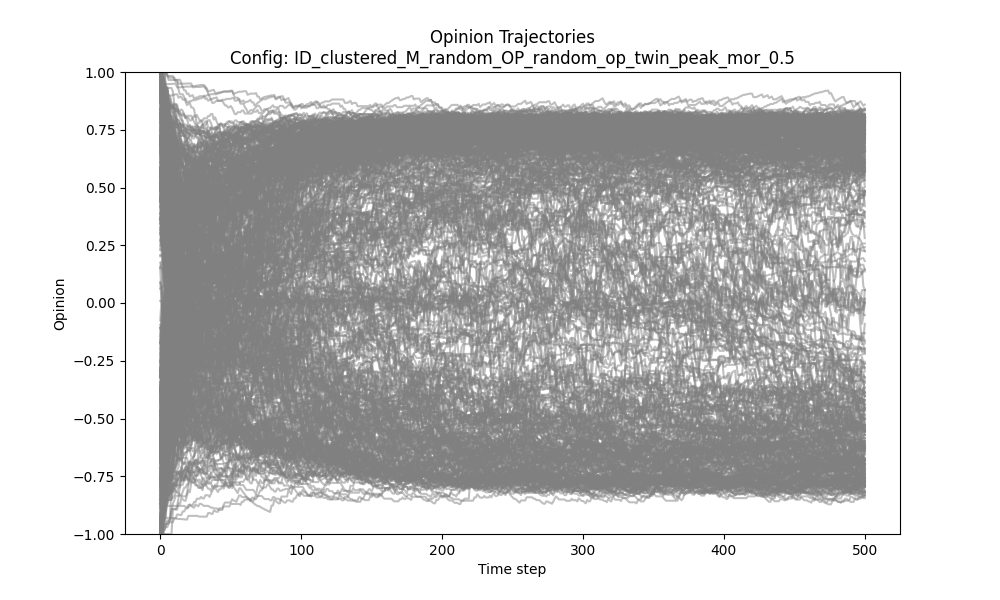 Opinion Trajectories
Config: ID_clustered_M_random_OP_random_op_twin_peak_mor_0.5
1.00
0.75
0.50
0.25
0.00
−0.25
−0.50
−0.75
−1.00
Opinion
0 100 200 300 400 500
Time step